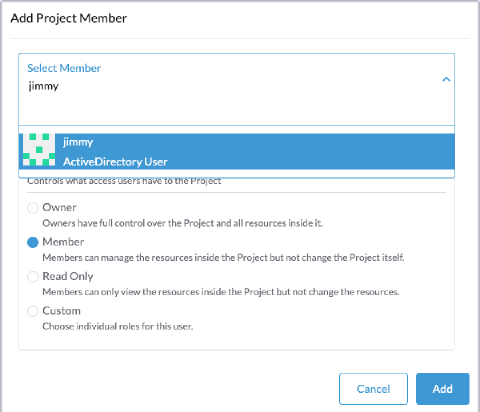 Add Project Member
Select Member
jimmy
jimmy
ActiveDirectory User
Controls what access users have to the Project
Owner
Owners have full control over the Project and all resources inside it.
Member
Members can manage the resources inside the Project but not change the Project itself.
Read Only
Members can only view the resources inside the Project but not change the resources.
Custom
Choose individual roles for this user.
Cancel
Add